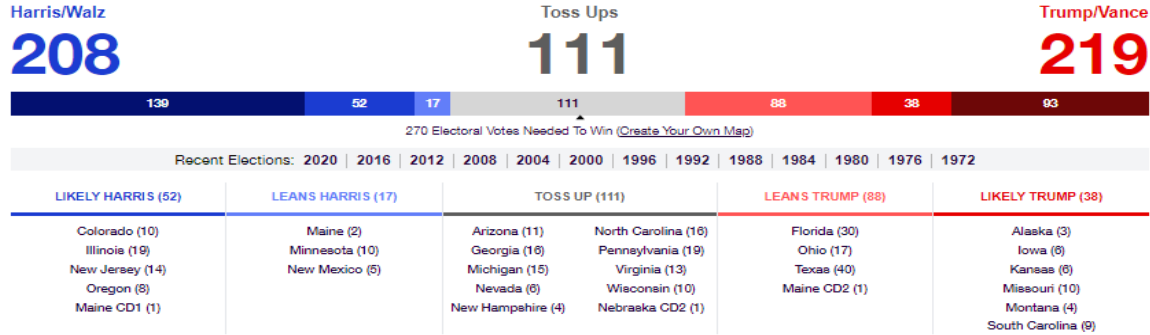 Harris/Walz Toss Ups Trump/Vance
208 111 219
139 52 17 111 88 38 93
270 Electoral Votes Needed To Win (Create Your Own Map)
Recent Elections: 2020 | 2016 | 2012 | 2008 | 2004 | 2000 | 1996 | 1992 | 1988 | 1984 | 1980 | 1976 | 1972
LIKELY HARRIS (52)
Colorado (10)
Illinois (19)
New Jersey (14)
Oregon (8)
Maine CD1 (1)
LEANS HARRIS (17)
Maine (2)
Minnesota (10)
New Mexico (5)
TOSS UP (111)
Arizona (11)
Georgia (16)
Michigan (15)
Nevada (6)
New Hampshire (4)
North Carolina (16)
Pennsylvania (19)
Virginia (13)
Wisconsin (10)
Nebraska CD2 (1)
LEANS TRUMP (88)
Florida (30)
Ohio (17)
Texas (40)
Maine CD2 (1)
LIKELY TRUMP (38)
Alaska (3)
Iowa (6)
Kansas (6)
Missouri (10)
Montana (4)
South Carolina (9)